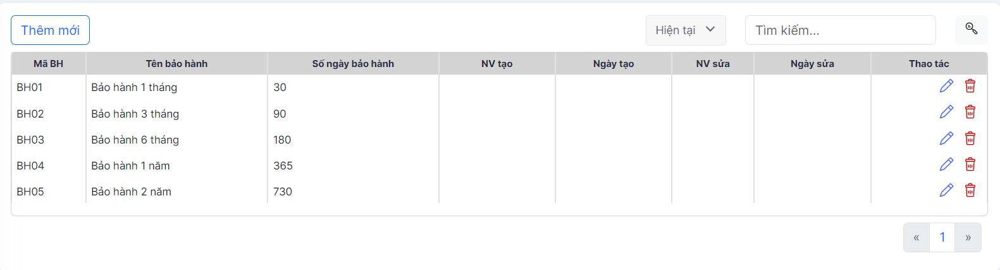 Thêm mới Hiện tại Tìm kiếm...
Mã BH Tên bảo hành Số ngày bảo hành NV tạo Ngày tạo NV sửa Ngày sửa Thao tác
BH01 Bảo hành 1 tháng 30
BH02 Bảo hành 3 tháng 90
BH03 Bảo hành 6 tháng 180
BH04 Bảo hành 1 năm 365
BH05 Bảo hành 2 năm 730
« 1 »